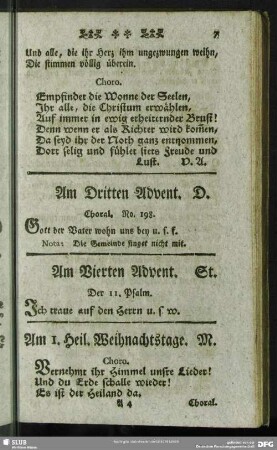 7
Und alle, die ihr Herz ihm ungezwungen weihn,
Die stimmen völlig überein.
Choro.
Empfindet die Wonne der Seelen,
Ihr alle, die Christum erwählen,
Auf immer in ewig erheiternder Brust!
Denn wenn er als Richter wird kom̃en,
Da seyd ihr der Noth ganz entnommen,
Dort selig und fühlet stets Freude und
Lust. V. A.
Am Dritten Advent. D.
Choral. No. 198.
Gott der Vater wohn uns bey u. s. f.
Nota: Die Gemeinde singet nicht mit.
Am Vierten Advent. St.
Der 11. Psalm.
Ich traue auf den Herrn u. s w.
Am 1. Heil. Weihnachtstage. M.
Choro.
Vernehmt ihr Himmel unsre Lieder!
Und du Erde schalle wieder!
Es ist der Heiland da.
A 4 Choral.
SLUB